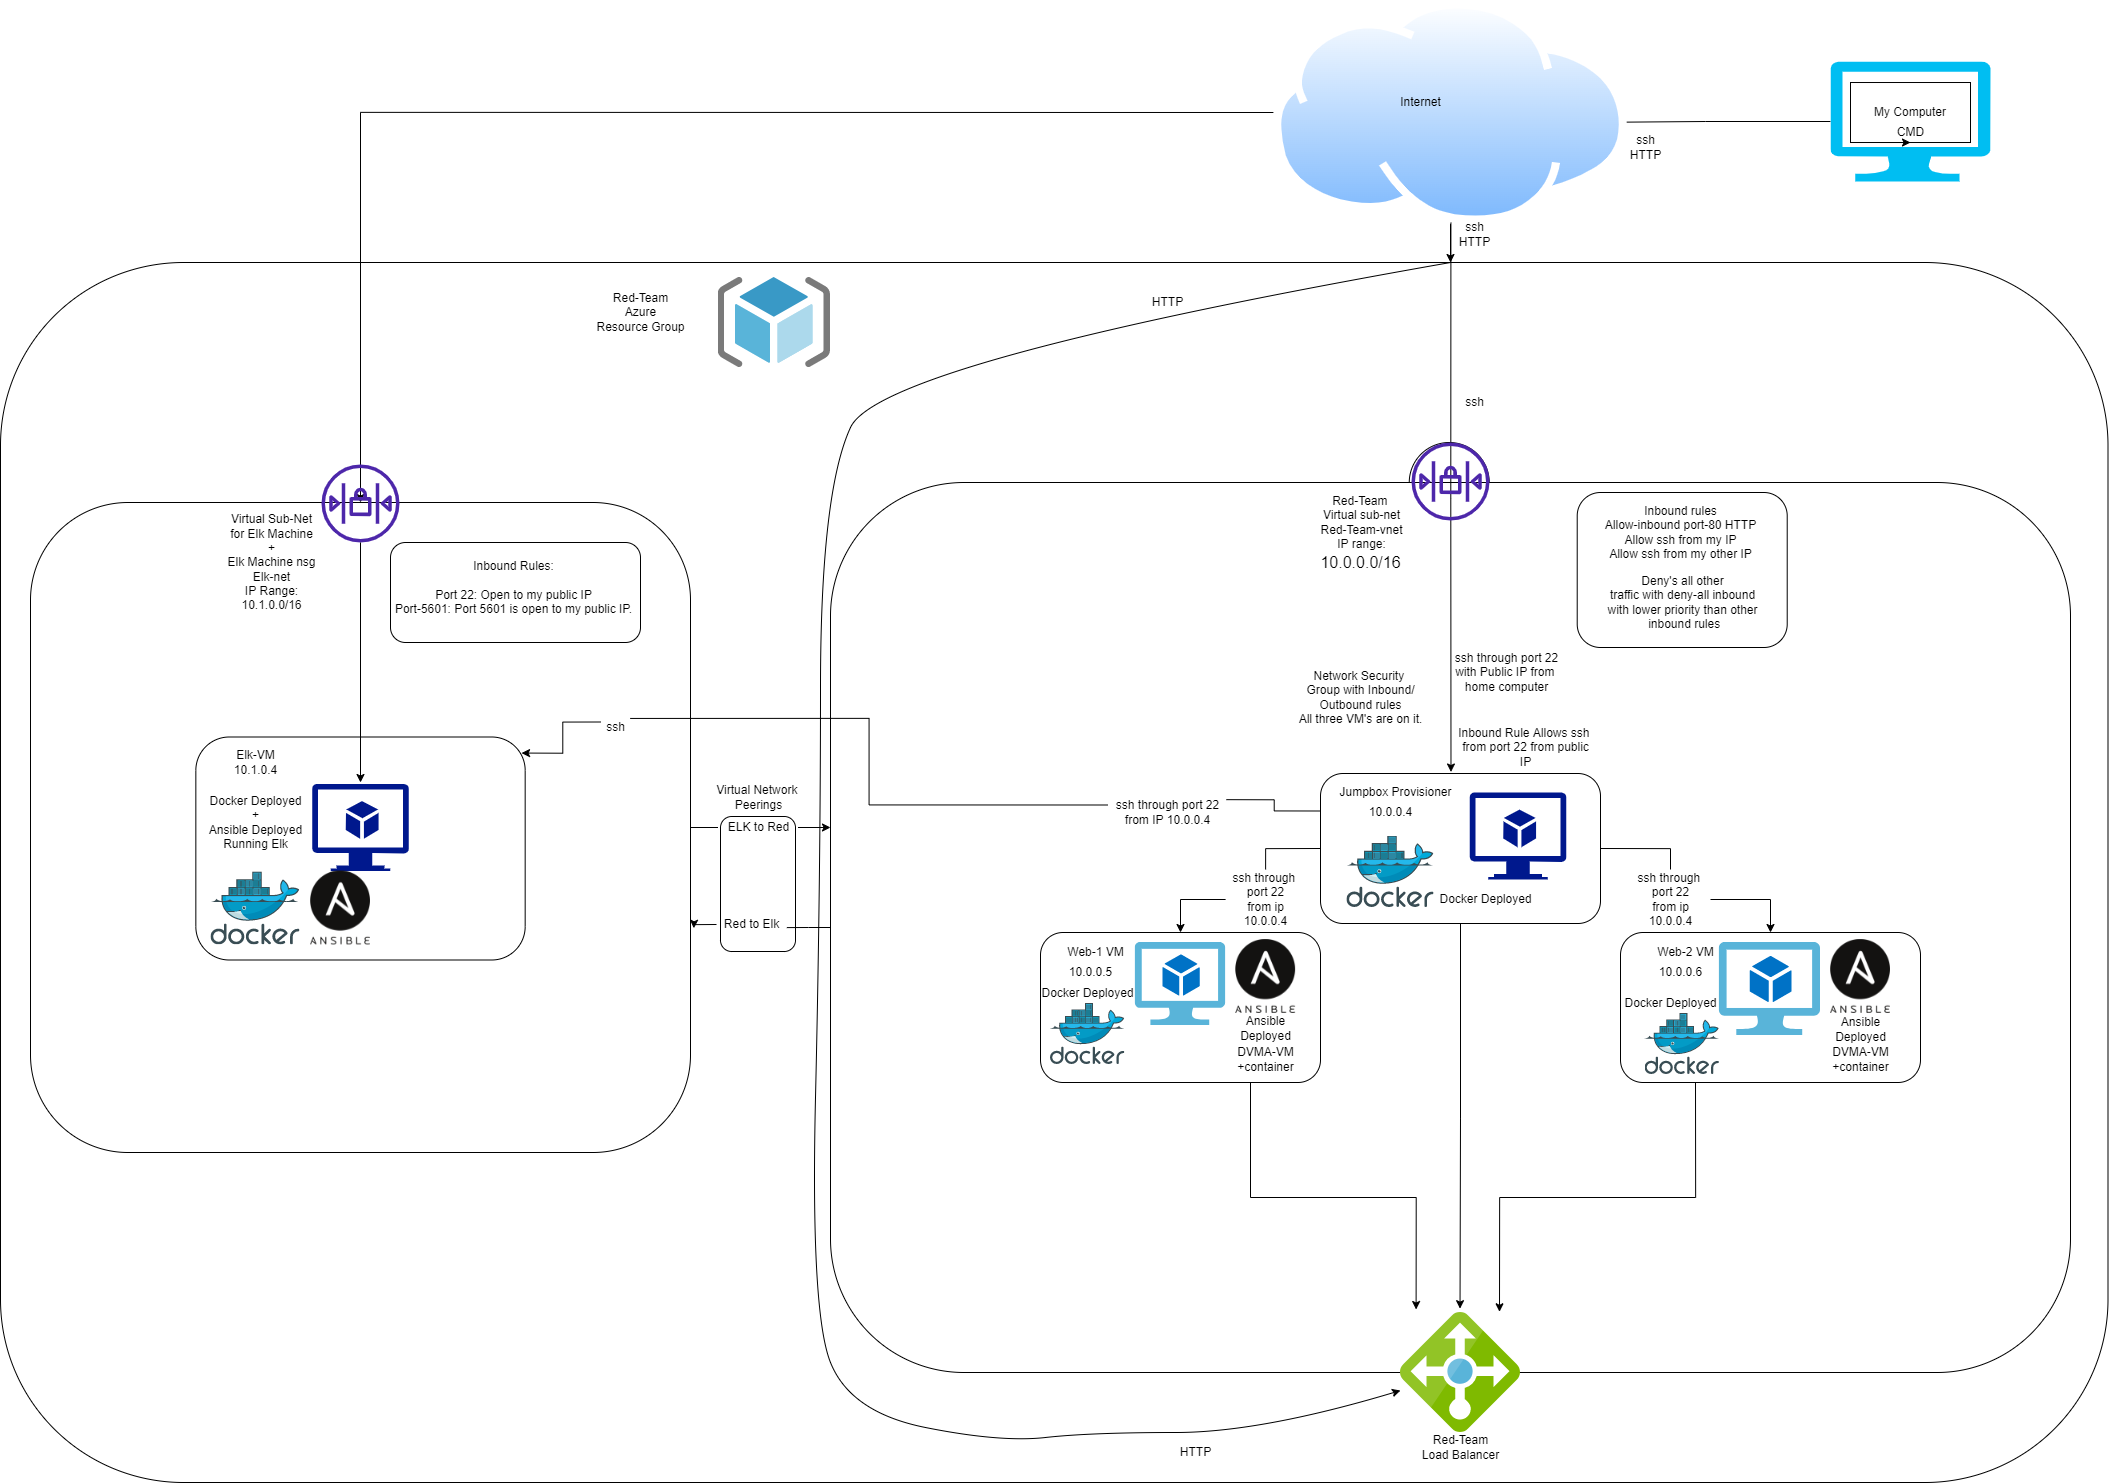 Internet
My Computer
CMD
ssh
HTTP
ssh
HTTP
Red-Team
Azure
Resource Group
HTTP
ssh
Virtual Sub-Net
for Elk Machine
+
Elk Machine nsg
Elk-net
IP Range:
10.1.0.0/16
Inbound Rules:
Port 22: Open to my public IP
Port-5601: Port 5601 is open to my public IP.
Red-Team
Virtual sub-net
Red-Team-vnet
IP range:
10.0.0.0/16
Inbound rules
Allow-inbound port-80 HTTP
Allow ssh from my IP
Allow ssh from my other IP
Deny's all other
traffic with deny-all inbound
with lower priority than other
inbound rules
ssh through port 22
with Public IP from
home computer
Network Security
Group with Inbound/
Outbound rules
All three VM's are on it.
Inbound Rule Allows ssh
from port 22 from public
IP
ssh
Elk-VM
10.1.0.4
Docker Deployed
+
Ansible Deployed
Running Elk
docker
ANSIBLE
Virtual Network
Peerings
ELK to Red
Red to Elk
ssh through port 22
from IP 10.0.0.4
Jumpbox Provisioner
10.0.0.4
docker
Docker Deployed
ssh through
port 22
from ip
10.0.0.4
ssh through
port 22
from ip
10.0.0.4
Web-1 VM
10.0.0.5
Docker Deployed
docker
ANSIBLE
Ansible
Deployed
DVMA-VM
+container
Web-2 VM
10.0.0.6
Docker Deployed
docker
ANSIBLE
Ansible
Deployed
DVMA-VM
+container
HTTP
Red-Team
Load Balancer